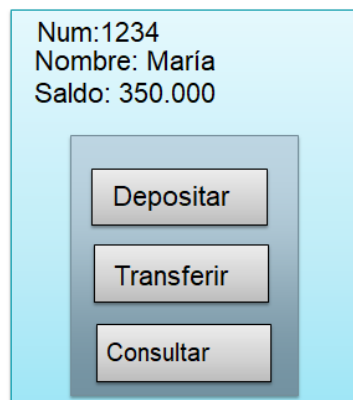 Num:1234
Nombre: María
Saldo: 350.000
Depositar
Transferir
Consultar